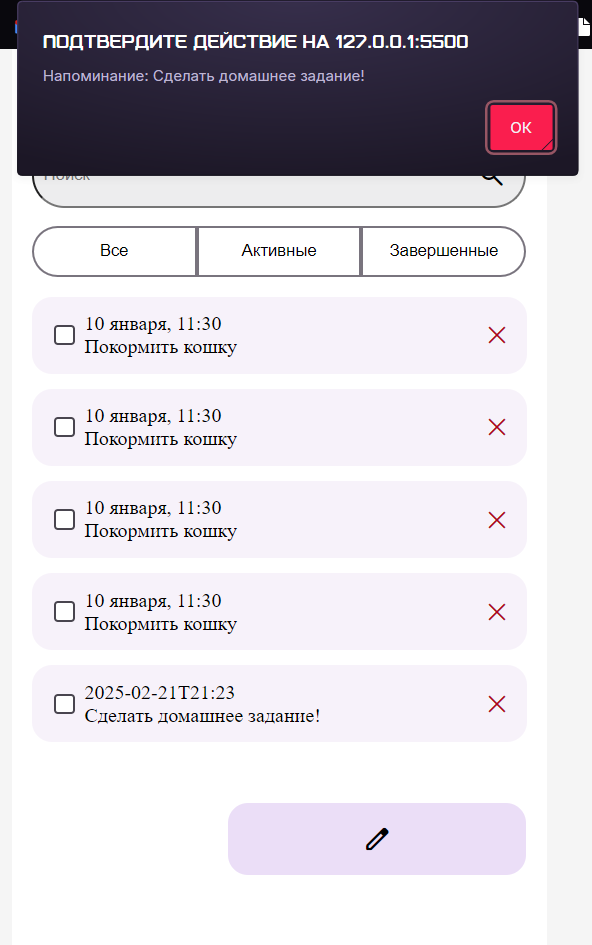 ПОДТВЕРДИТЕ ДЕЙСТВИЕ НА 127.0.0.1:5500
Напоминание: Сделать домашнее задание!
ОК
Поиск
Все
Активные
Завершенные
10 января, 11:30
Покормить кошку
10 января, 11:30
Покормить кошку
10 января, 11:30
Покормить кошку
10 января, 11:30
Покормить кошку
2025-02-21T21:23
Сделать домашнее задание!